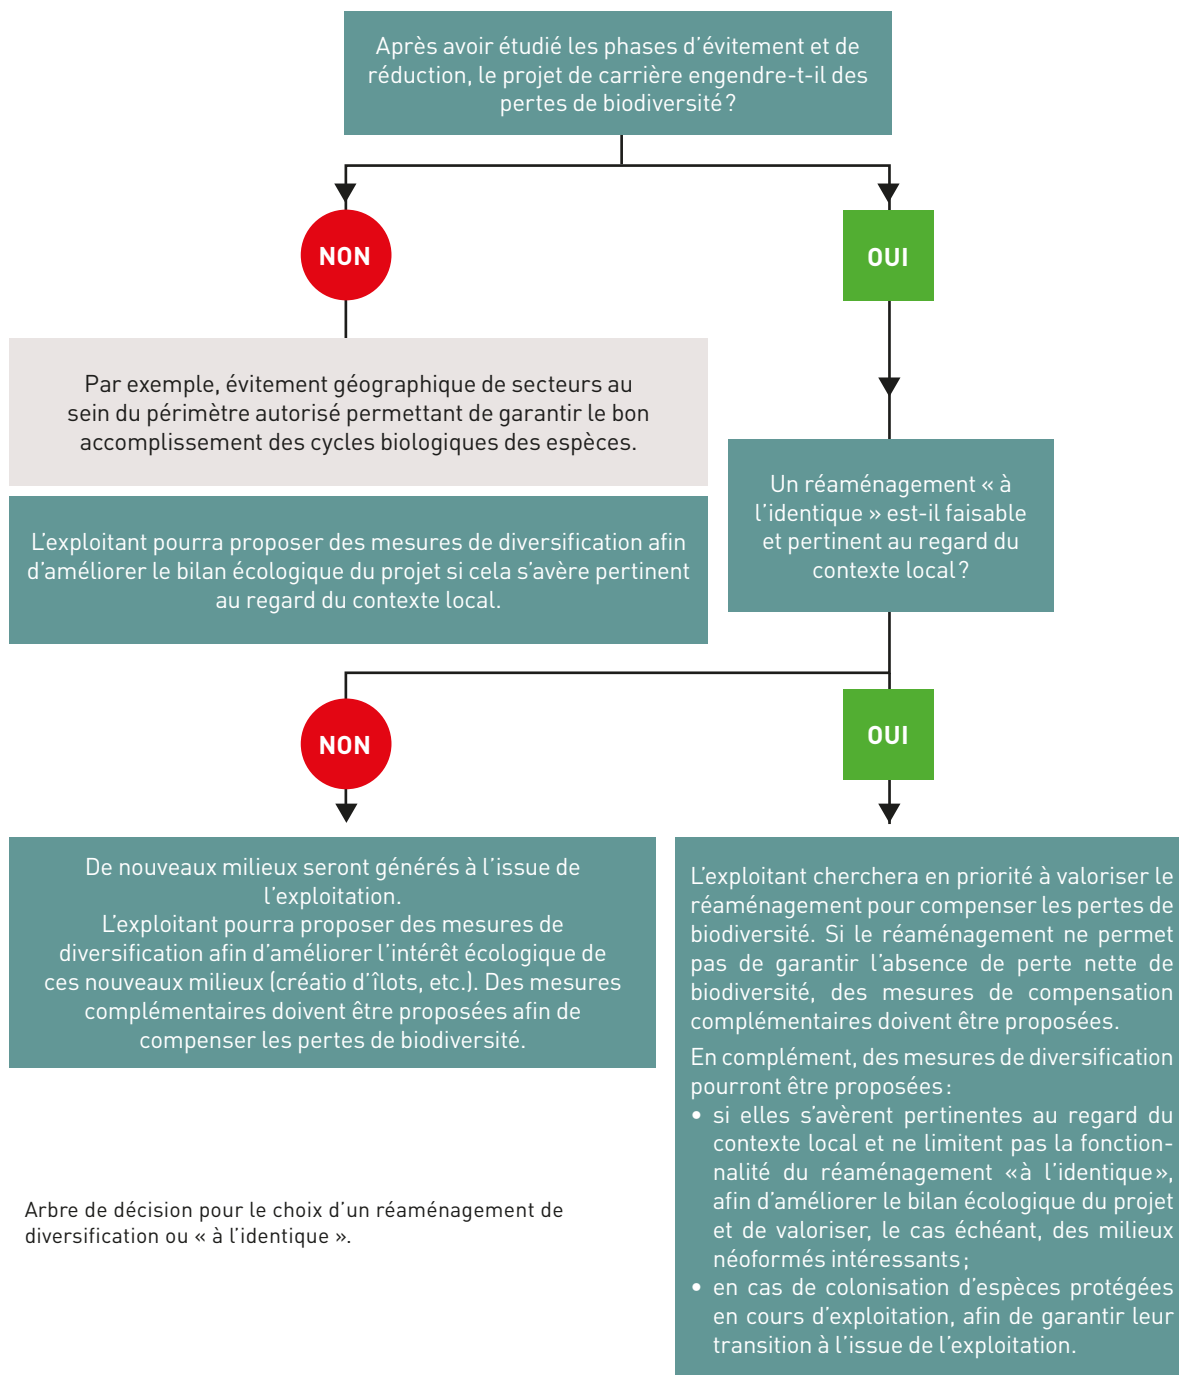 Après avoir étudié les phases d'évitement et de
réduction, le projet de carrière engendre-t-il des
pertes de biodiversité ?
NON
OUI
Par exemple, évitement géographique de secteurs au
sein du périmètre autorisé permettant de garantir le bon
accomplissement des cycles biologiques des espèces.
L'exploitant pourra proposer des mesures de diversification afin
d'améliorer le bilan écologique du projet si cela s'avère pertinent
au regard du contexte local.
Un réaménagement « à
l'identique » est-il faisable
et pertinent au regard du
contexte local ?
NON
OUI
De nouveaux milieux seront générés à l'issue de
l'exploitation.
L'exploitant pourra proposer des mesures de
diversification afin d'améliorer l'intérêt écologique de
ces nouveaux milieux (créatio d'îlots, etc.). Des mesures
complémentaires doivent être proposées afin de
compenser les pertes de biodiversité.
L'exploitant cherchera en priorité à valoriser le
réaménagement pour compenser les pertes de
biodiversité. Si le réaménagement ne permet
pas de garantir l'absence de perte nette de
biodiversité, des mesures de compensation
complémentaires doivent être proposées.
En complément, des mesures de diversification
pourront être proposées :
• si elles s'avèrent pertinentes au regard du
contexte local et ne limitent pas la fonction-
nalité du réaménagement « à l'identique »,
afin d'améliorer le bilan écologique du projet
et de valoriser, le cas échéant, des milieux
néoformés intéressants ;
• en cas de colonisation d'espèces protégées
en cours d'exploitation, afin de garantir leur
transition à l'issue de l'exploitation.
Arbre de décision pour le choix d'un réaménagement de
diversification ou « à l'identique ».